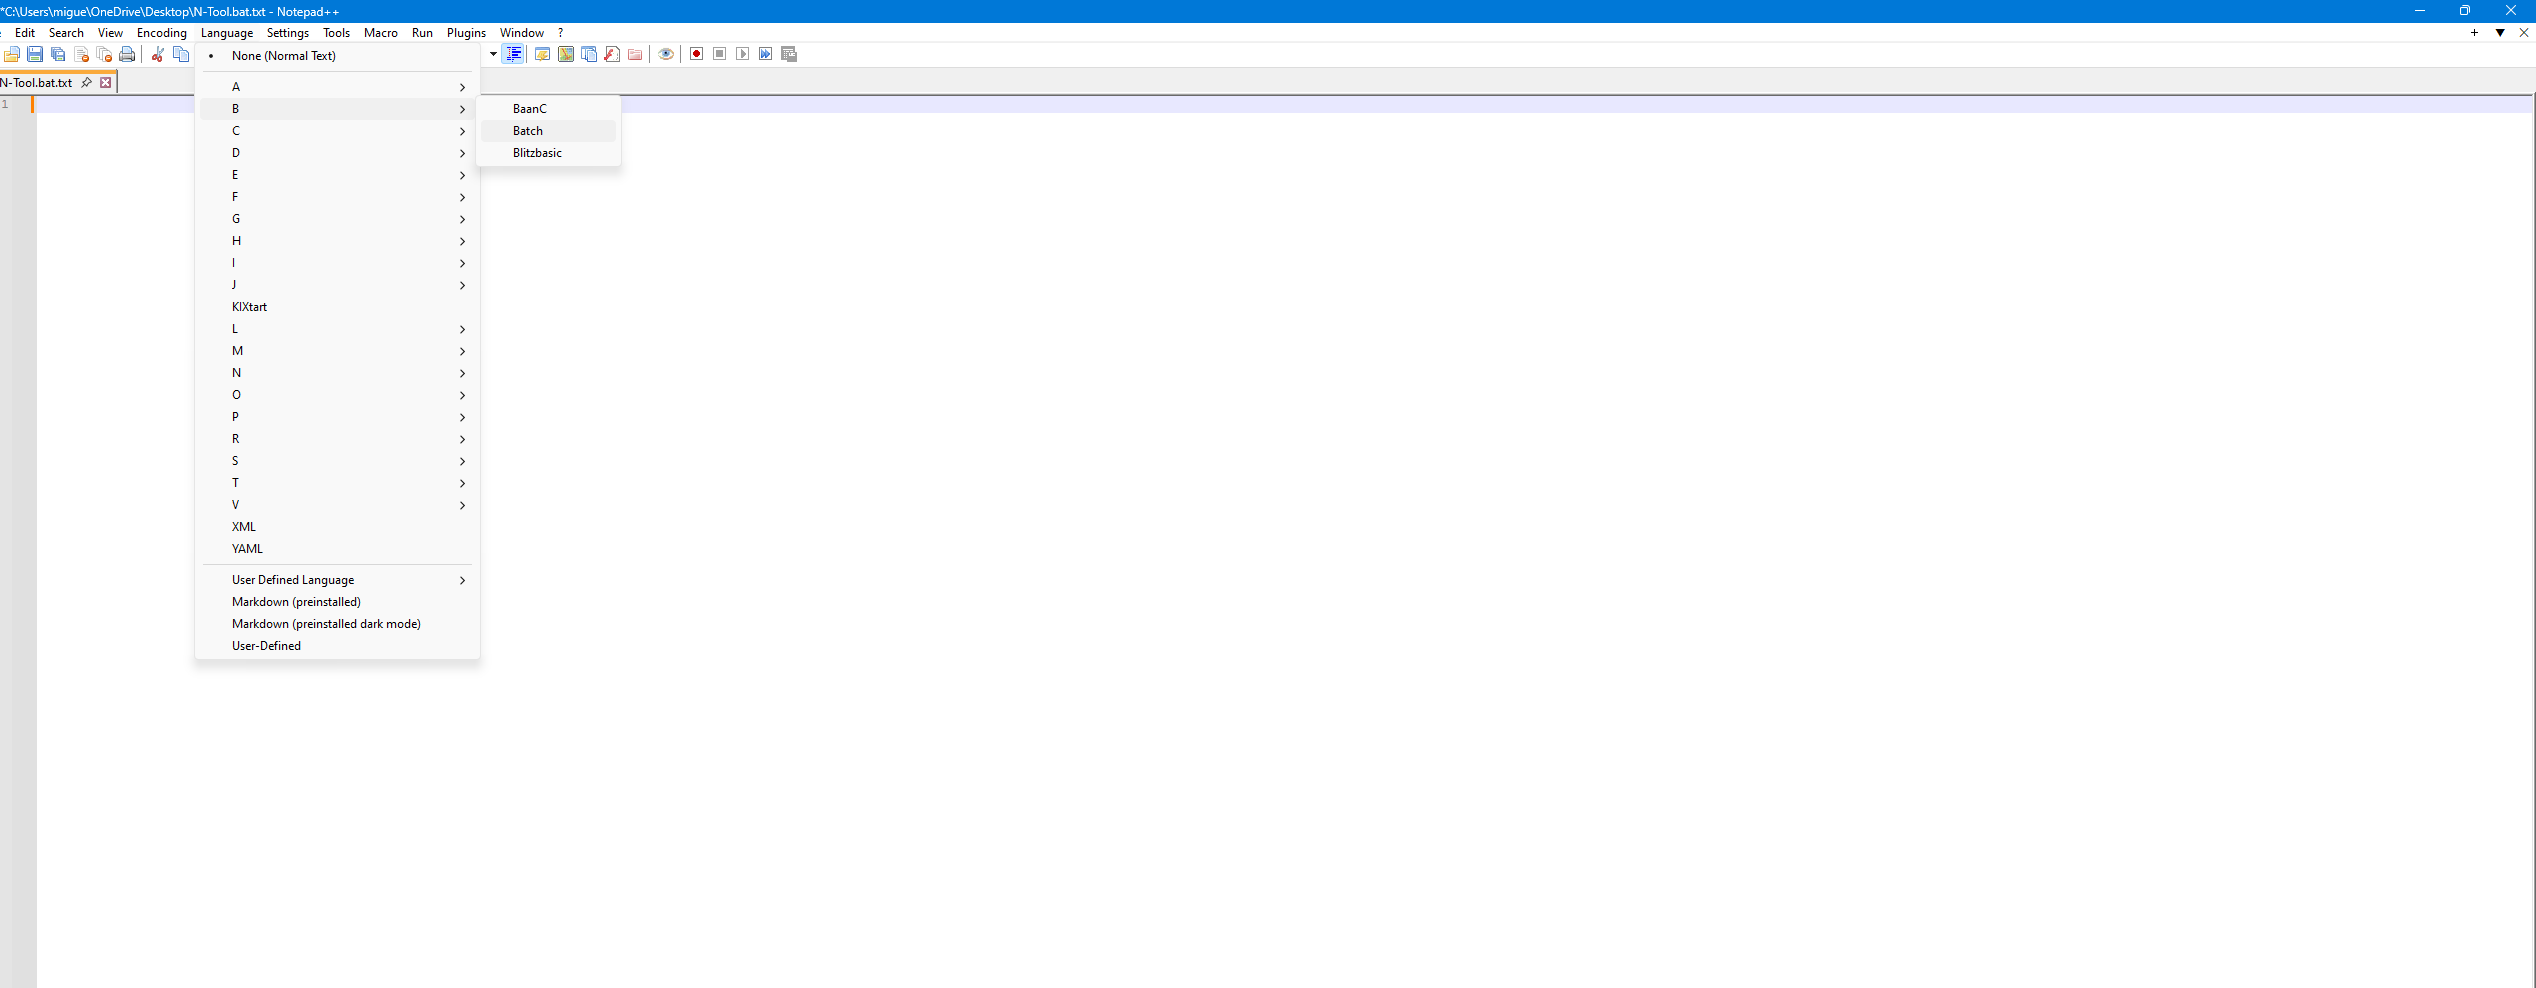 *C:\Users\migue\OneDrive\Desktop\N-Tool.bat.txt - Notepad++
Edit Search View Encoding Language Settings Tools Macro Run Plugins Window ?
None (Normal Text)
N-Tool.bat.txt
A
1
B
BaanC
C
Batch
D
Blitzbasic
E
F
G
H
I
J
KIXtart
L
M
N
O
P
R
S
T
V
XML
YAML
User Defined Language
Markdown (preinstalled)
Markdown (preinstalled dark mode)
User-Defined